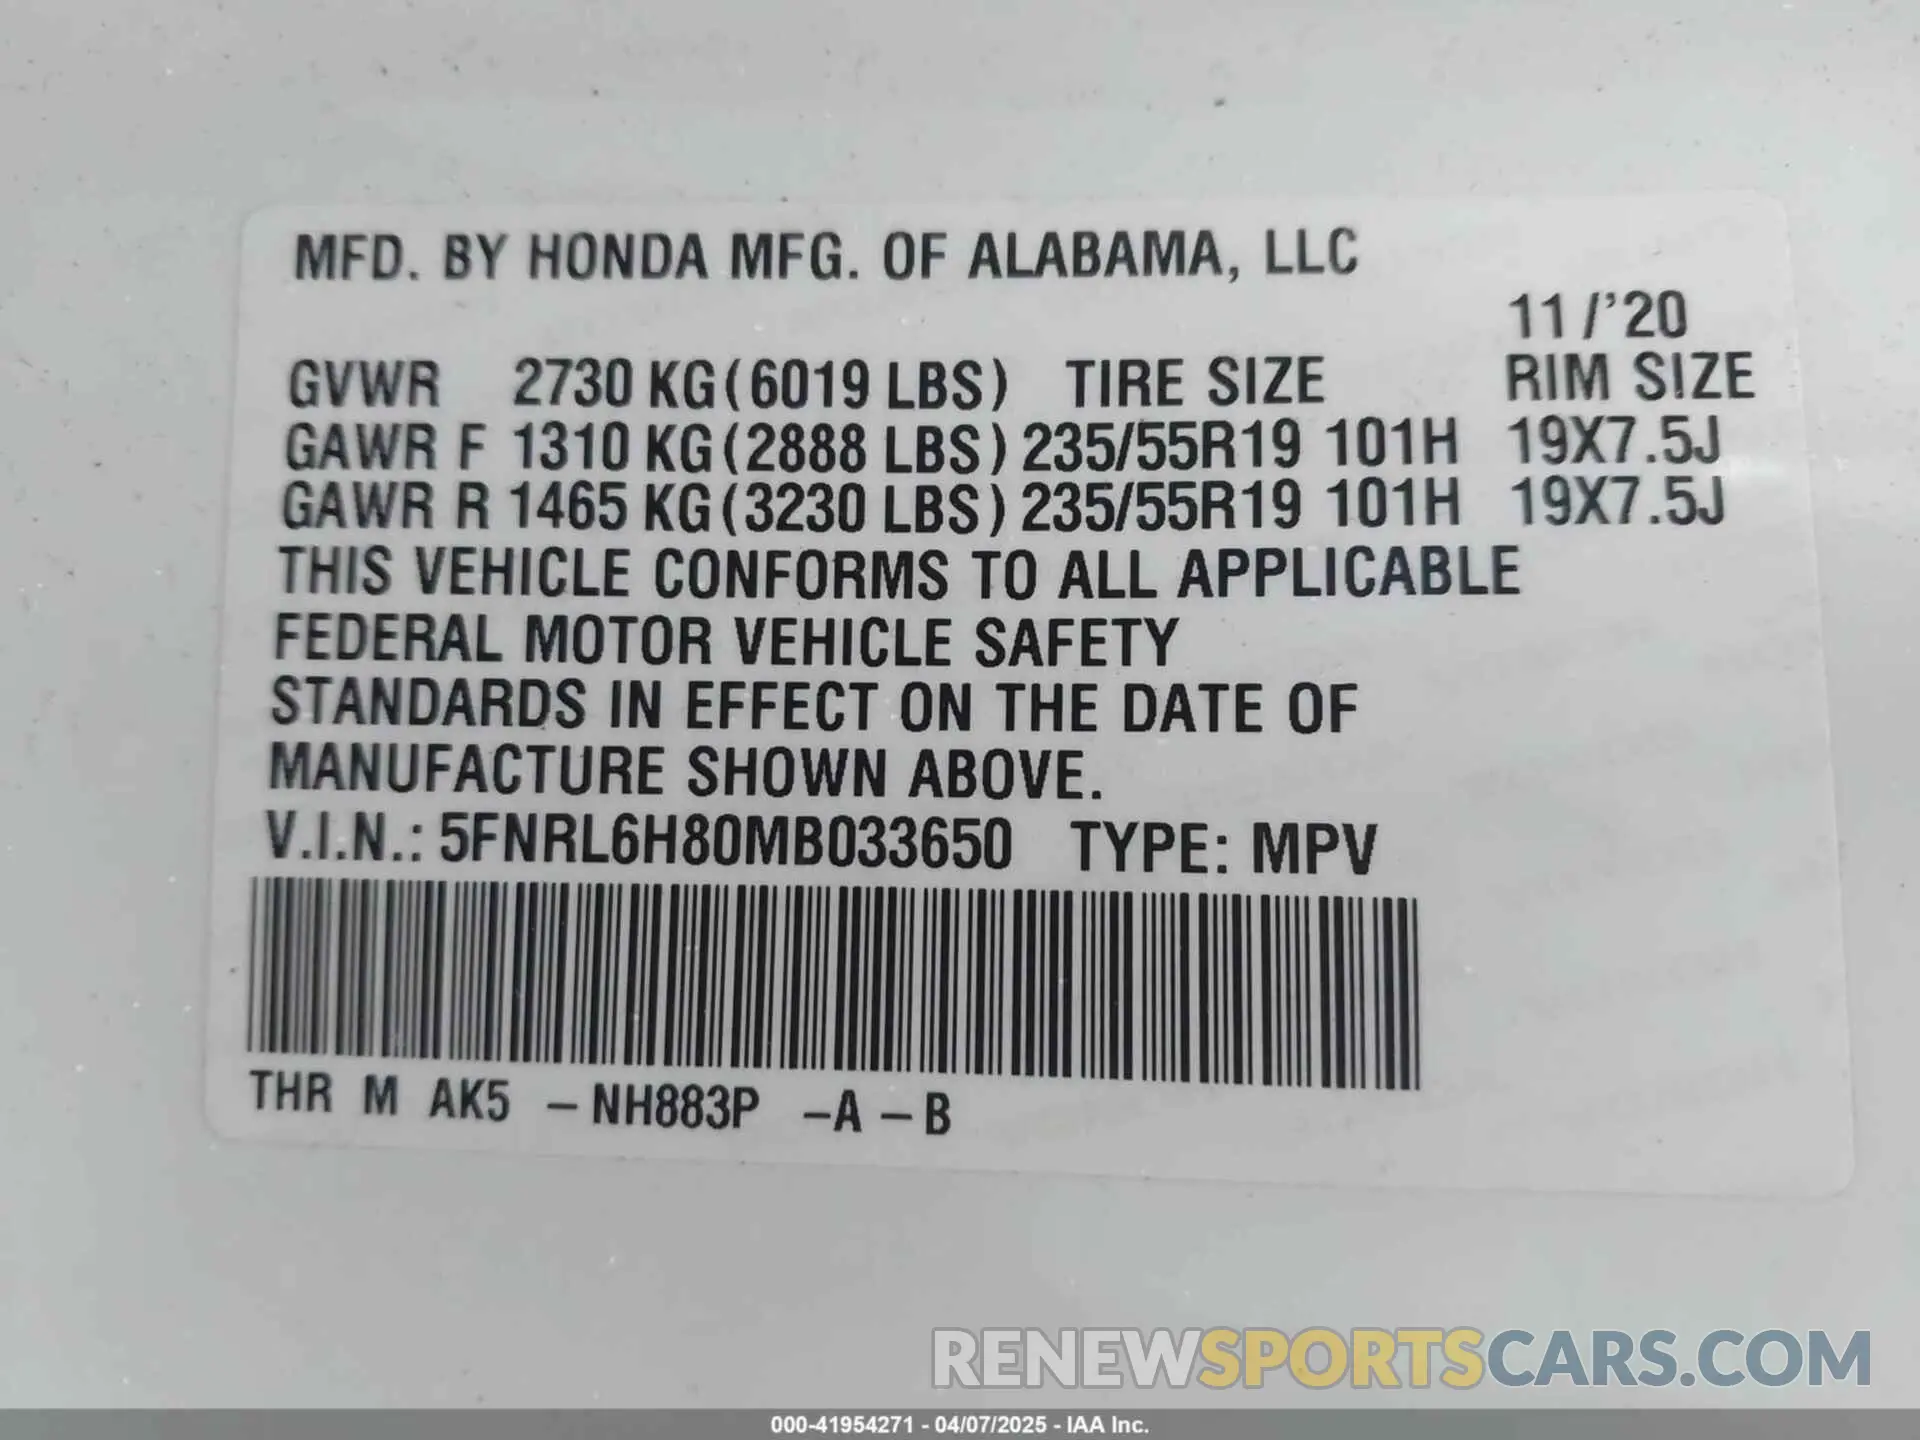 MFD. BY HONDA MFG. OF ALABAMA, LLC
11 /'20
GVWR 2730 KG (6019 LBS) TIRE SIZE RIM SIZE
GAWR F 1310 KG (2888 LBS) 235/55R19 101H 19X7.5J
GAWR R 1465 KG (3230 LBS) 235/55R19 101H 19X7.5J
THIS VEHICLE CONFORMS TO ALL APPLICABLE
FEDERAL MOTOR VEHICLE SAFETY
STANDARDS IN EFFECT ON THE DATE OF
MANUFACTURE SHOWN ABOVE.
V.I.N.: 5FNRL6H80MB033650 TYPE: MPV
THR M AK5 – NH883P –A – B
RENEWSPORTSCARS.COM
000-41954271 - 04/07/2025 - IAA Inc.